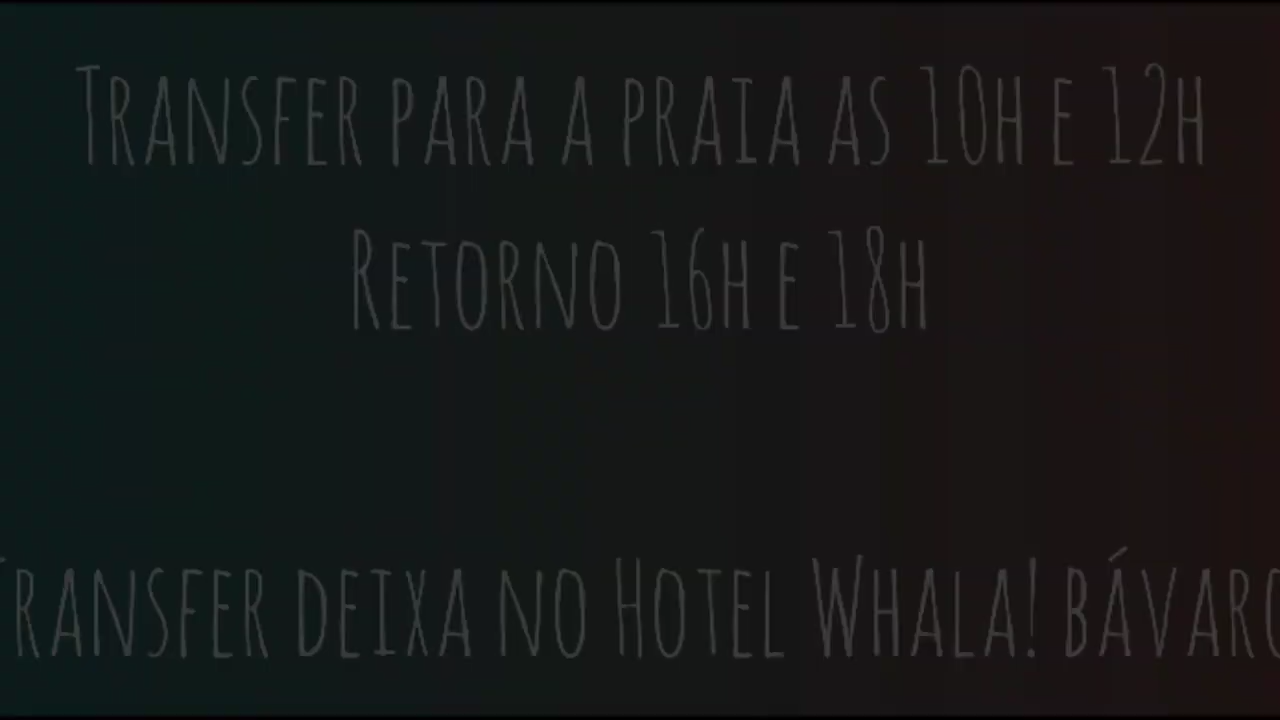 Transfer para a praia as 10h e 12h
Retorno 16h e 18h
Transfer deixa no Hotel Whala! Bávaro